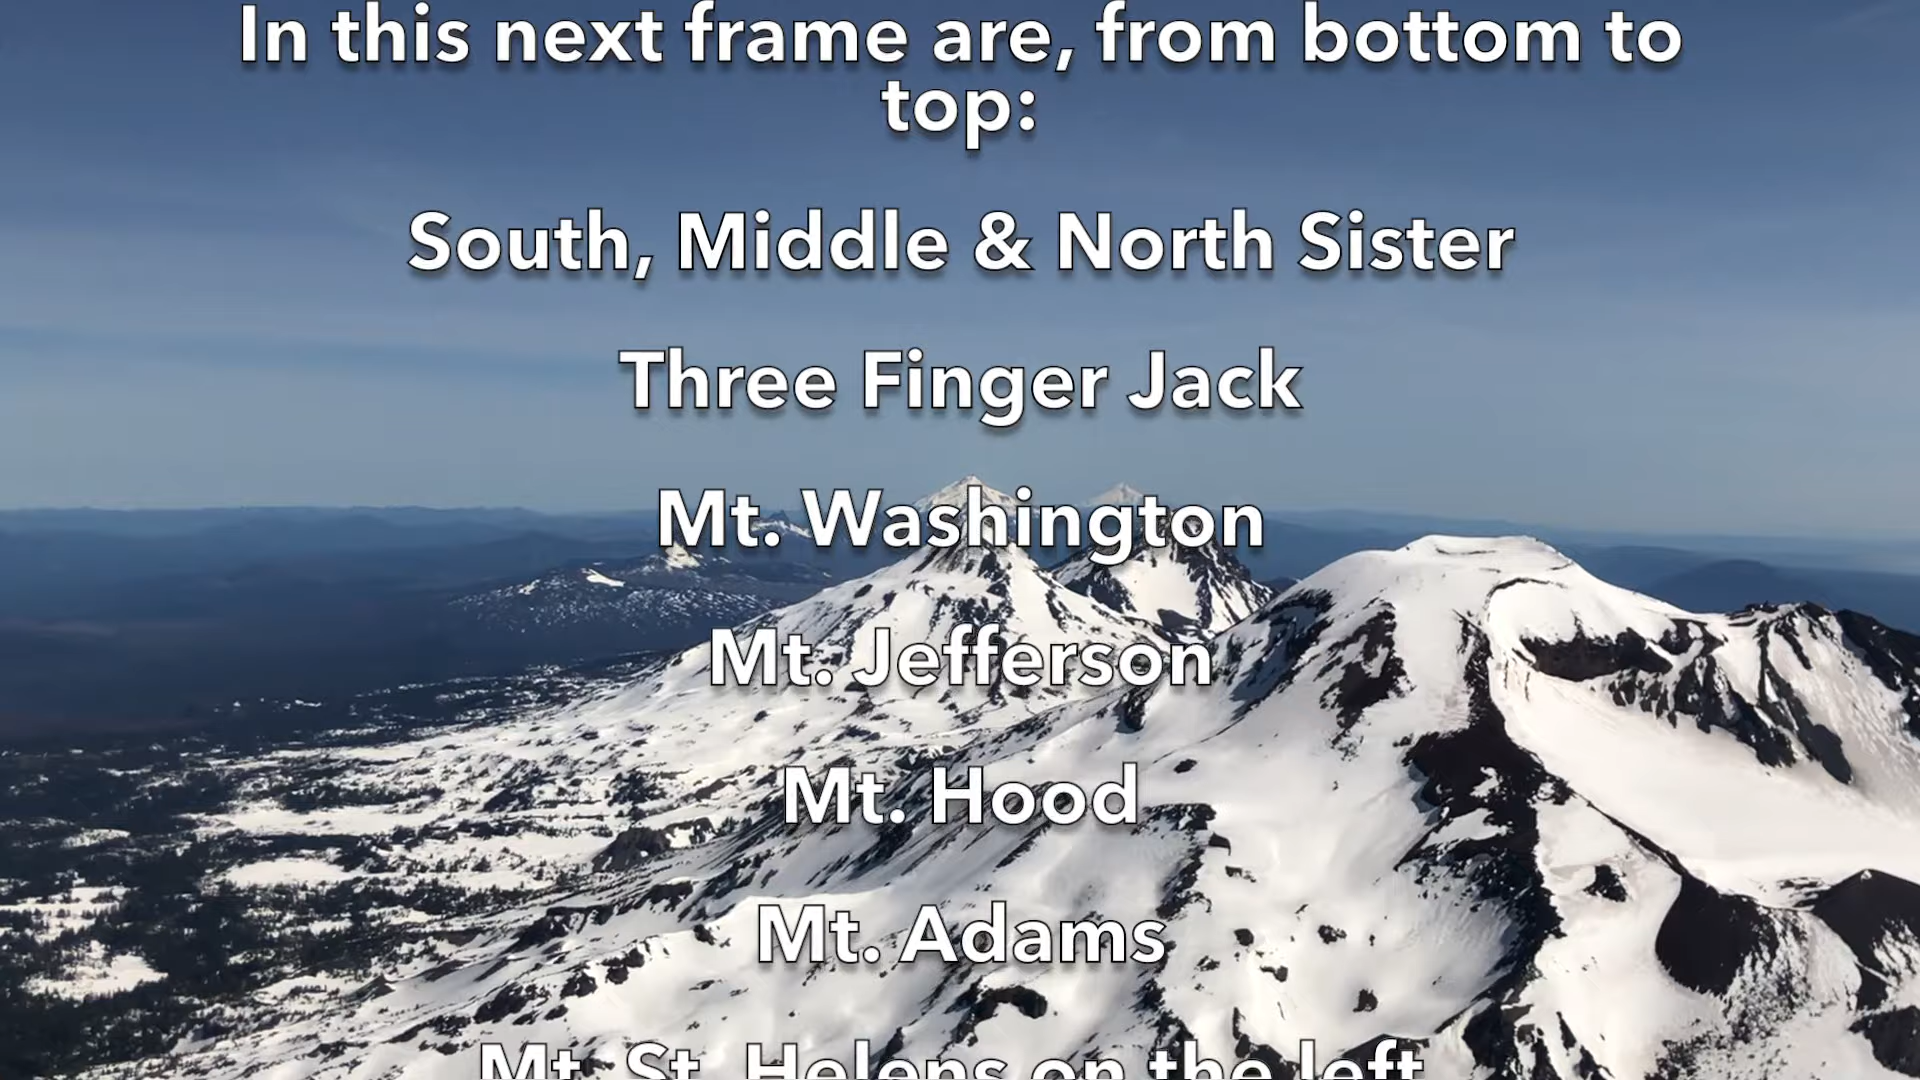 In this next frame are, from bottom to
top:
South, Middle & North Sister
Three Finger Jack
Mt. Washington
Mt. Jefferson
Mt. Hood
Mt. Adams
Mt. St. Helens on the left